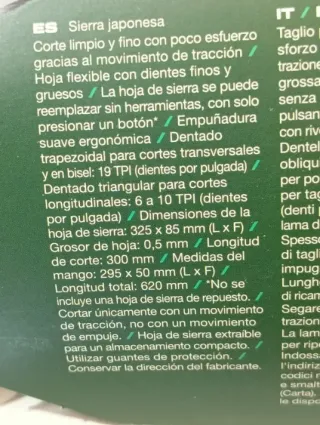 ES Sierra japonesa
Corte limpio y fino con poco esfuerzo
gracias al movimiento de tracción /
Hoja flexible con dientes finos y
gruesos / La hoja de sierra se puede
reemplazar sin herramientas, con solo
presionar un botón* / Empuñadura
suave ergonómica / Dentado
trapezoidal para cortes transversales
y en bisel: 19 TPI (dientes por pulgada) /
Dentado triangular para cortes
longitudinales: 6 a 10 TPI (dientes
por pulgada) / Dimensiones de la
hoja de sierra: 325 x 85 mm (L x F) /
Grosor de hoja: 0,5 mm / Longitud
de corte: 300 mm / Medidas del
mango: 295 x 50 mm (L x F) /
Longitud total: 620 mm / *No se
incluye una hoja de sierra de repuesto. /
Cortar únicamente con un movimiento
de tracción, no con un movimiento
de empuje. / Hoja de sierra extraíble
para un almacenamiento compacto. /
Utilizar guantes de protección. /
Conservar la dirección del fabricante.
IT /
Taglio
sforzo
trazione
grossa
senza
pulsan
con riv
Dentel
obliqu
per po
per tag
(denti
lama d
Spesso
di tagli
impug
Lungh
di ricam
Segare
trazion
La lam
per ripo
Indoss
l'indiriz
codici r
e smalt
(Carta).
le dispo